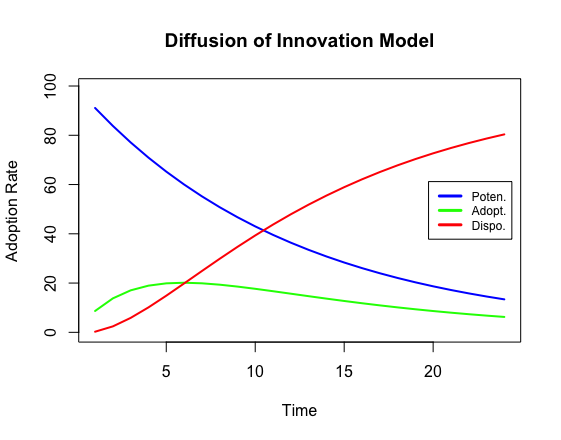 Diffusion of Innovation Model
Adoption Rate
100
80
60
40
20
0
Poten.
Adopt.
Dispo.
5 10 15 20
Time